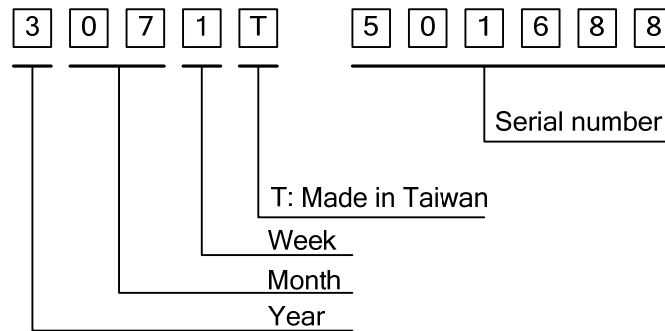 3 0 7 1 T 5 0 1 6 8 8
Serial number
T: Made in Taiwan
Week
Month
Year